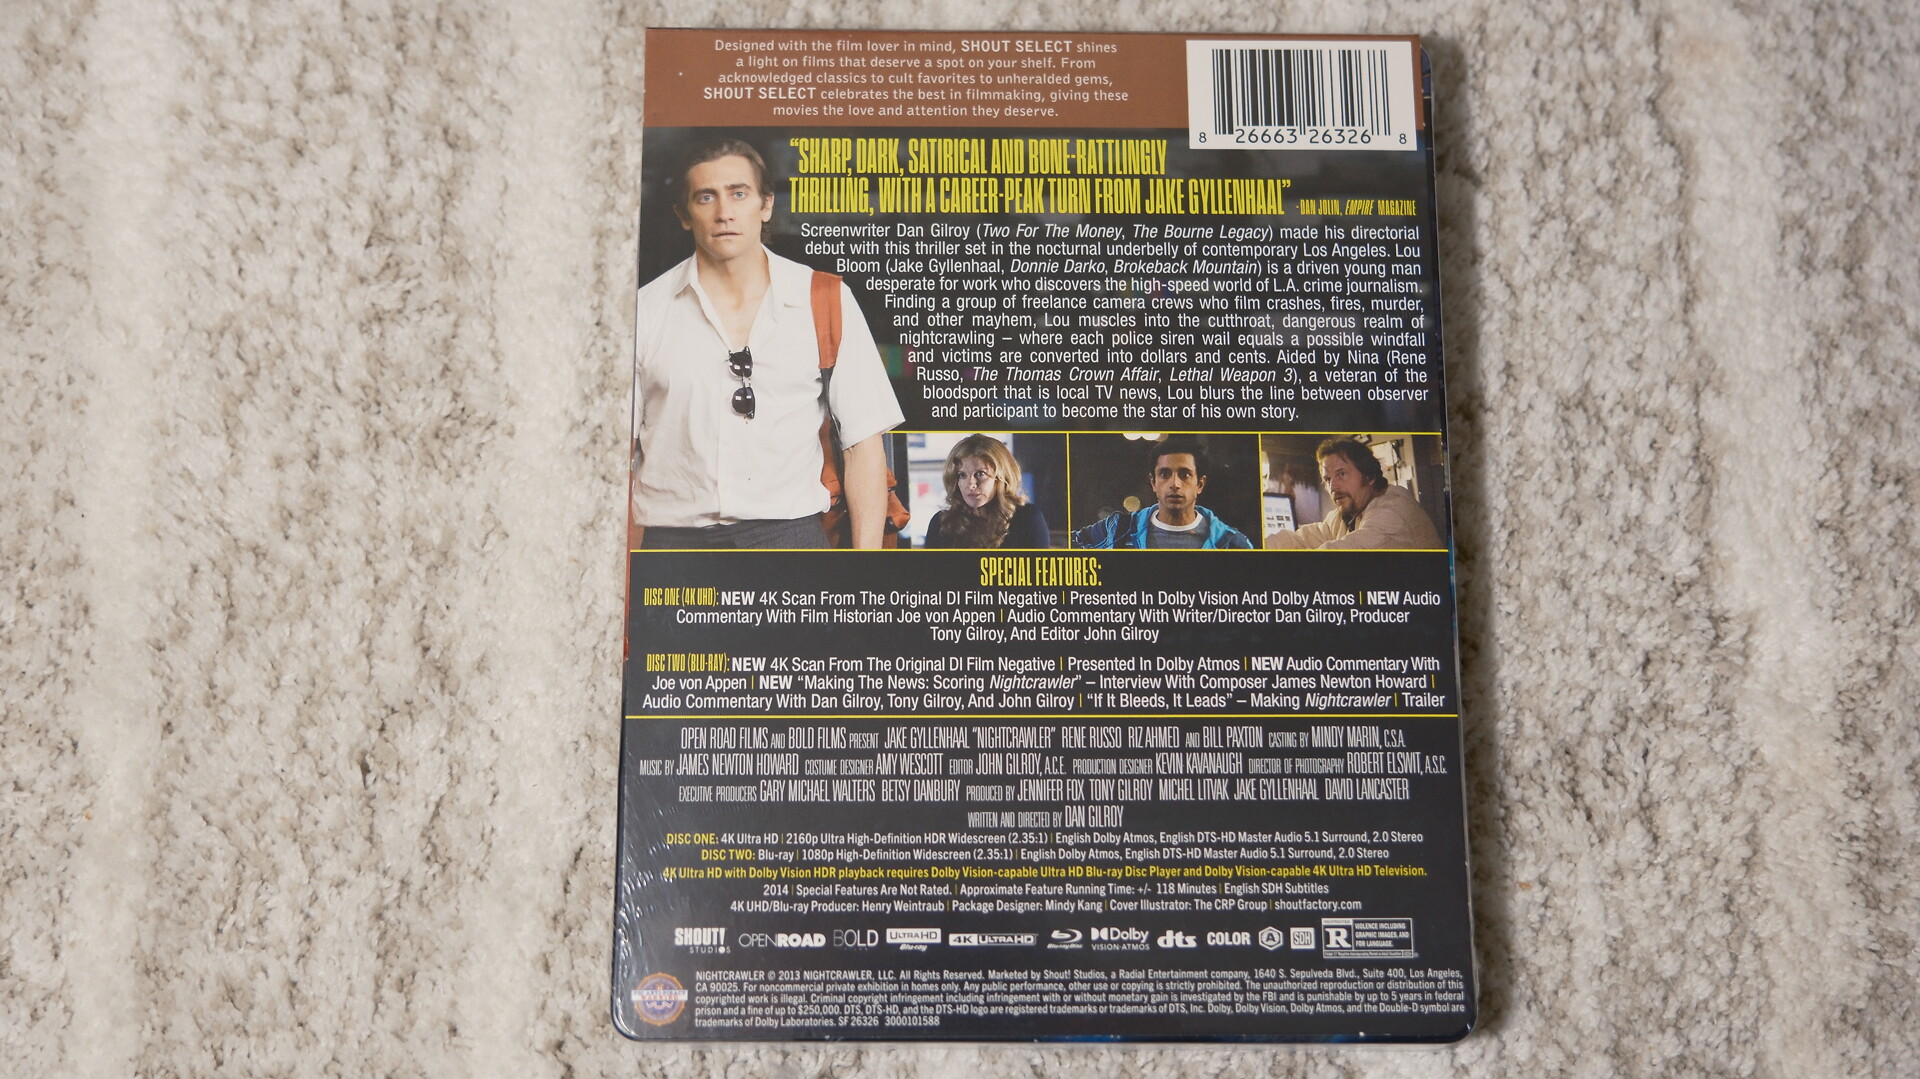 Designed with the film lover in mind, SHOUT SELECT shines
a light on films that deserve a spot on your shelf. From
acknowledged classics to cult favorites to unheralded gems,
SHOUT SELECT celebrates the best in filmmaking, giving these
movies the love and attention they deserve.
8 26663 26326 8
“SHARP, DARK, SATIRICAL AND BONE-RATTLINGLY
THRILLING, WITH A CAREER-PEAK TURN FROM JAKE GYLLENHAAL” - DAN JOLIN, EMPIRE MAGAZINE
Screenwriter Dan Gilroy (Two For The Money, The Bourne Legacy) made his directorial
debut with this thriller set in the nocturnal underbelly of contemporary Los Angeles. Lou
Bloom (Jake Gyllenhaal, Donnie Darko, Brokeback Mountain) is a driven young man
desperate for work who discovers the high-speed world of L.A. crime journalism.
Finding a group of freelance camera crews who film crashes, fires, murder,
and other mayhem, Lou muscles into the cutthroat, dangerous realm of
nightcrawling – where each police siren wail equals a possible windfall
and victims are converted into dollars and cents. Aided by Nina (Rene
Russo, The Thomas Crown Affair, Lethal Weapon 3), a veteran of the
bloodsport that is local TV news, Lou blurs the line between observer
and participant to become the star of his own story.
SPECIAL FEATURES:
DISC ONE (4K UHD): NEW 4K Scan From The Original DI Film Negative | Presented In Dolby Vision And Dolby Atmos | NEW Audio
Commentary With Film Historian Joe von Appen | Audio Commentary With Writer/Director Dan Gilroy, Producer
Tony Gilroy, And Editor John Gilroy
DISC TWO (BLU-RAY): NEW 4K Scan From The Original DI Film Negative | Presented In Dolby Atmos | NEW Audio Commentary With
Joe von Appen | NEW “Making The News: Scoring Nightcrawler” – Interview With Composer James Newton Howard |
Audio Commentary With Dan Gilroy, Tony Gilroy, And John Gilroy | “If It Bleeds, It Leads” – Making Nightcrawler | Trailer
OPEN ROAD FILMS AND BOLD FILMS PRESENT JAKE GYLLENHAAL “NIGHTCRAWLER” RENE RUSSO RIZ AHMED AND BILL PAXTON CASTING BY MINDY MARIN, C.S.A.
MUSIC BY JAMES NEWTON HOWARD COSTUME DESIGNER AMY WESCOTT EDITOR JOHN GILROY, A.C.E. PRODUCTION DESIGNER KEVIN KAVANAUGH DIRECTOR OF PHOTOGRAPHY ROBERT ELSWIT, A.S.C.
EXECUTIVE PRODUCERS GARY MICHAEL WALTERS BETSY DANBURY PRODUCED BY JENNIFER FOX TONY GILROY MICHEL LITVAK JAKE GYLLENHAAL DAVID LANCASTER
WRITTEN AND DIRECTED BY DAN GILROY
DISC ONE: 4K Ultra HD | 2160p Ultra High-Definition HDR Widescreen (2.35:1) | English Dolby Atmos, English DTS-HD Master Audio 5.1 Surround, 2.0 Stereo
DISC TWO: Blu-ray | 1080p High-Definition Widescreen (2.35:1) | English Dolby Atmos, English DTS-HD Master Audio 5.1 Surround, 2.0 Stereo
4K Ultra HD with Dolby Vision HDR playback requires Dolby Vision-capable Ultra HD Blu-ray Disc Player and Dolby Vision-capable 4K Ultra HD Television.
2014 | Special Features Are Not Rated. | Approximate Feature Running Time: +/- 118 Minutes | English SDH Subtitles
4K UHD/Blu-ray Producer: Henry Weintraub | Package Designer: Mindy Kang | Cover Illustrator: The CRP Group | shoutfactory.com
SHOUT! STUDIOS OPENROAD BOLD ULTRA HD Blu-ray 4K ULTRA HD Blu-ray Disc Dolby VISION·ATMOS dts COLOR A SDH R VIOLENCE INCLUDING GRAPHIC IMAGES, AND FOR LANGUAGE.
NIGHTCRAWLER © 2013 NIGHTCRAWLER, LLC. All Rights Reserved. Marketed by Shout! Studios, a Radial Entertainment company, 1640 S. Sepulveda Blvd., Suite 400, Los Angeles,
CA 90025. For noncommercial private exhibition in homes only. Any public performance, other use or copying is strictly prohibited. The unauthorized reproduction or distribution of this
copyrighted work is illegal. Criminal copyright infringement including infringement with or without monetary gain is investigated by the FBI and is punishable by up to 5 years in federal
prison and a fine of up to $250,000. DTS, DTS-HD, and the DTS-HD logo are registered trademarks or trademarks of DTS, Inc. Dolby, Dolby Vision, Dolby Atmos, and the Double-D symbol are
trademarks of Dolby Laboratories. SF 26326 3000101588